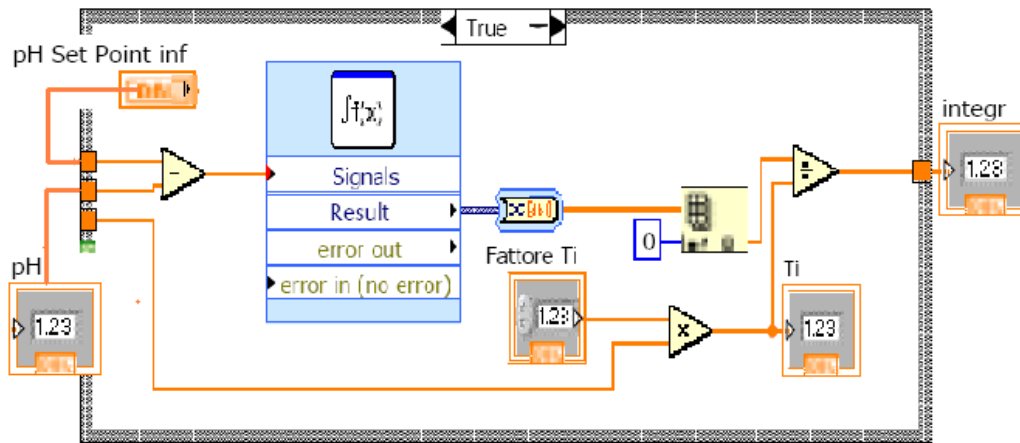 True
pH Set Point inf
integr
1.23
Signals
Result
error out
error in (no error)
0
Fattore Ti
1.23
Ti
1.23
pH
1.23